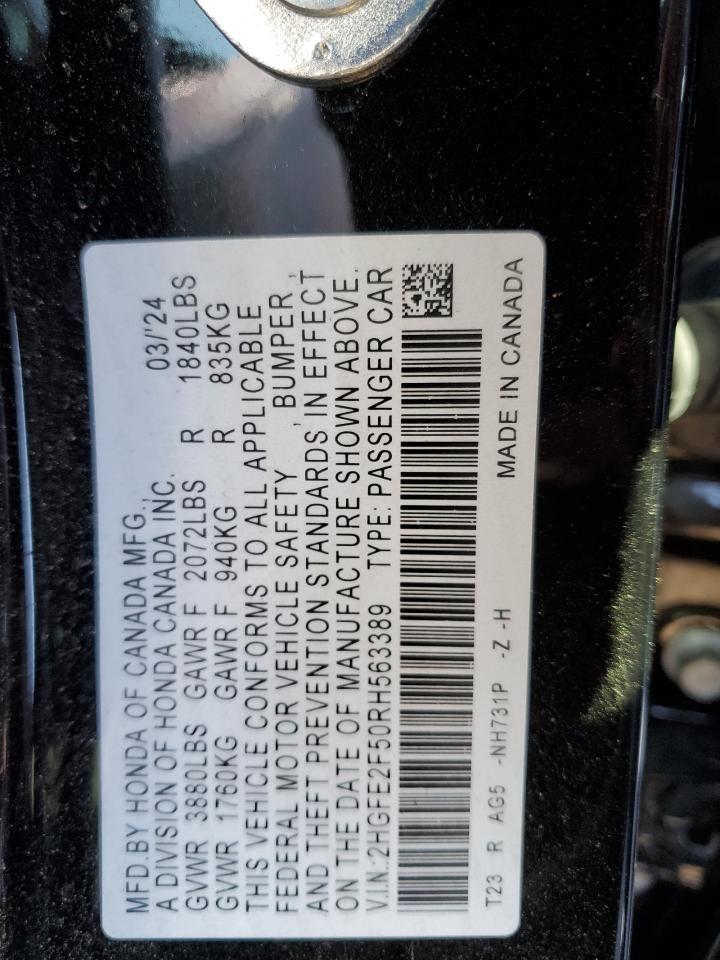 MFD.BY HONDA OF CANADA MFG., 03/'24
A DIVISION OF HONDA CANADA INC.
GVWR 3880LBS GAWR F 2072LBS R 1840LBS
GVWR 1760KG GAWR F 940KG R 835KG
THIS VEHICLE CONFORMS TO ALL APPLICABLE
FEDERAL MOTOR VEHICLE SAFETY , BUMPER ,
AND THEFT PREVENTION STANDARDS IN EFFECT
ON THE DATE OF MANUFACTURE SHOWN ABOVE.
V.I.N.2HGFE2F50RH563389 TYPE: PASSENGER CAR
T23 R AG5 -NH731P -Z -H MADE IN CANADA